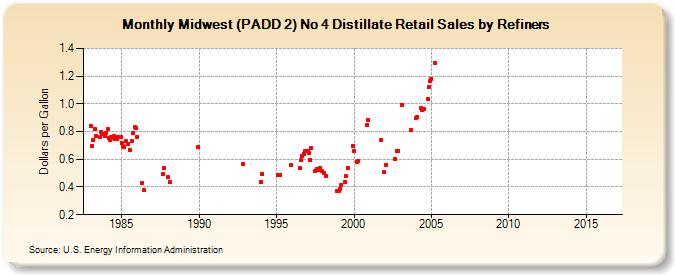 Monthly Midwest (PADD 2) No 4 Distillate Retail Sales by Refiners
Dollars per Gallon
1.4
1.2
1.0
0.8
0.6
0.4
0.2
1985 1990 1995 2000 2005 2010 2015
Source: U.S. Energy Information Administration